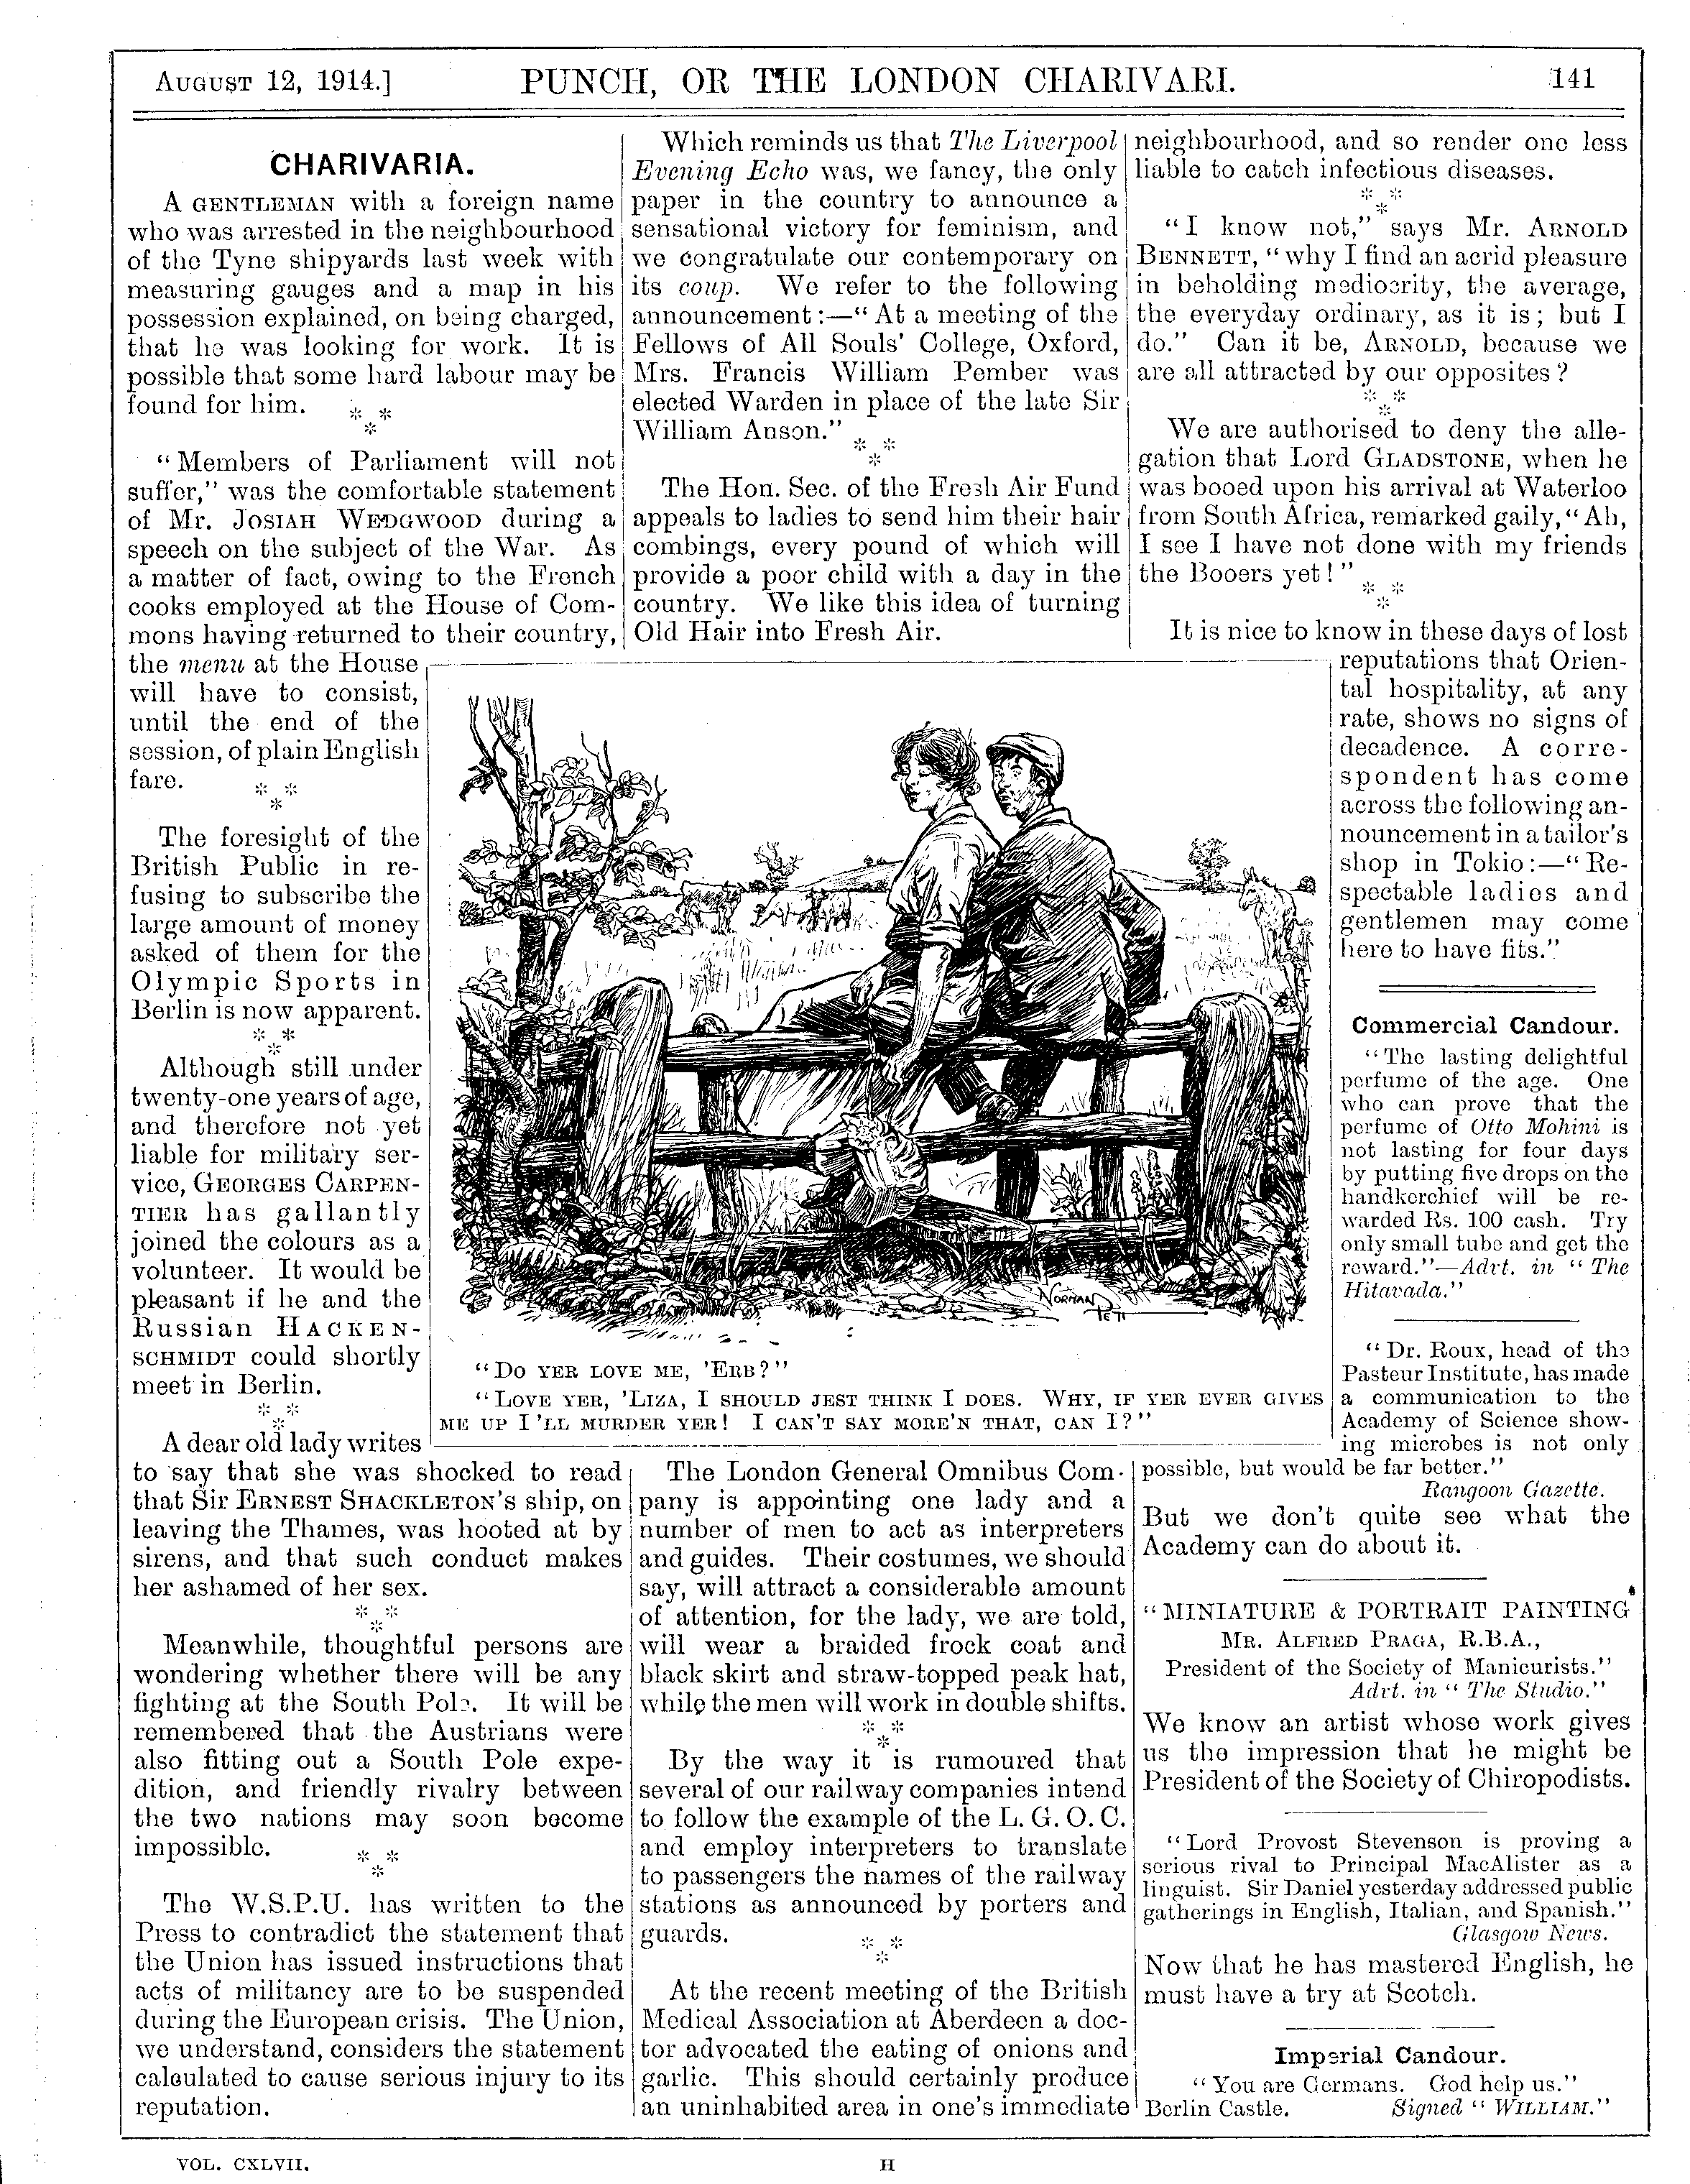 AUGUST 12, 1914.] PUNCH, OR THE LONDON CHARIVARI. 141
CHARIVARIA.
A GENTLEMAN with a foreign name
who was arrested in the neighbourhood
of the Tyne shipyards last week with
measuring gauges and a map in his
possession explained, on being charged,
that he was looking for work. It is
possible that some hard labour may be
found for him.
* *
*
"Members of Parliament will not
suffer," was the comfortable statement
of Mr. JOSIAH WEDGWOOD during a
speech on the subject of the War. As
a matter of fact, owing to the French
cooks employed at the House of Com-
mons having returned to their country,
the menu at the House
will have to consist,
until the end of the
session, of plain English
fare.
* *
*
The foresight of the
British Public in re-
fusing to subscribe the
large amount of money
asked of them for the
Olympic Sports in
Berlin is now apparent.
* *
*
Although still under
twenty-one years of age,
and therefore not yet
liable for military ser-
vice, GEORGES CARPEN-
TIER has gallantly
joined the colours as a
volunteer. It would be
pleasant if he and the
Russian HACKEN-
SCHMIDT could shortly
meet in Berlin.
* *
*
A dear old lady writes
to say that she was shocked to read
that Sir ERNEST SHACKLETON'S ship, on
leaving the Thames, was hooted at by
sirens, and that such conduct makes
her ashamed of her sex.
* *
*
Meanwhile, thoughtful persons are
wondering whether there will be any
fighting at the South Pole. It will be
remembered that the Austrians were
also fitting out a South Pole expe-
dition, and friendly rivalry between
the two nations may soon become
impossible.
* *
*
The W.S.P.U. has written to the
Press to contradict the statement that
the Union has issued instructions that
acts of militancy are to be suspended
during the European crisis. The Union,
we understand, considers the statement
calculated to cause serious injury to its
reputation.
Which reminds us that The Liverpool
Evening Echo was, we fancy, the only
paper in the country to announce a
sensational victory for feminism, and
we congratulate our contemporary on
its coup. We refer to the following
announcement:—"At a meeting of the
Fellows of All Souls' College, Oxford,
Mrs. Francis William Pember was
elected Warden in place of the late Sir
William Anson."
* *
*
The Hon. Sec. of the Fresh Air Fund
appeals to ladies to send him their hair
combings, every pound of which will
provide a poor child with a day in the
country. We like this idea of turning
Old Hair into Fresh Air.
NORMAN PETT
"DO YER LOVE ME, 'ERB?"
"LOVE YER, 'LIZA, I SHOULD JEST THINK I DOES. WHY, IF YER EVER GIVES
ME UP I'LL MURDER YER! I CAN'T SAY MORE'N THAT, CAN I?"
The London General Omnibus Com-
pany is appointing one lady and a
number of men to act as interpreters
and guides. Their costumes, we should
say, will attract a considerable amount
of attention, for the lady, we are told,
will wear a braided frock coat and
black skirt and straw-topped peak hat,
while the men will work in double shifts.
* *
*
By the way it is rumoured that
several of our railway companies intend
to follow the example of the L. G. O. C.
and employ interpreters to translate
to passengers the names of the railway
stations as announced by porters and
guards.
* *
*
At the recent meeting of the British
Medical Association at Aberdeen a doc-
tor advocated the eating of onions and
garlic. This should certainly produce
an uninhabited area in one's immediate
neighbourhood, and so render one less
liable to catch infectious diseases.
* *
*
"I know not," says Mr. ARNOLD
BENNETT, "why I find an acrid pleasure
in beholding mediocrity, the average,
the everyday ordinary, as it is; but I
do." Can it be, ARNOLD, because we
are all attracted by our opposites?
* *
*
We are authorised to deny the alle-
gation that Lord GLADSTONE, when he
was booed upon his arrival at Waterloo
from South Africa, remarked gaily, "Ah,
I see I have not done with my friends
the Booers yet!"
* *
*
It is nice to know in these days of lost
reputations that Orien-
tal hospitality, at any
rate, shows no signs of
decadence. A corre-
spondent has come
across the following an-
nouncement in a tailor's
shop in Tokio:—"Re-
spectable ladies and
gentlemen may come
here to have fits."
Commercial Candour.
"The lasting delightful
perfume of the age. One
who can prove that the
perfume of Otto Mohini is
not lasting for four days
by putting five drops on the
handkerchief will be re-
warded Rs. 100 cash. Try
only small tube and get the
reward."—Advt. in "The
Hitavada."
"Dr. Roux, head of the
Pasteur Institute, has made
a communication to the
Academy of Science show-
ing microbes is not only
possible, but would be far better."
Rangoon Gazette.
But we don't quite see what the
Academy can do about it.
"MINIATURE & PORTRAIT PAINTING
MR. ALFRED PRAGA, R.B.A.,
President of the Society of Manicurists."
Advt. in "The Studio."
We know an artist whose work gives
us the impression that he might be
President of the Society of Chiropodists.
"Lord Provost Stevenson is proving a
serious rival to Principal MacAlister as a
linguist. Sir Daniel yesterday addressed public
gatherings in English, Italian, and Spanish."
Glasgow News.
Now that he has mastered English, he
must have a try at Scotch.
Imperial Candour.
"You are Germans. God help us."
Berlin Castle. Signed "WILLIAM."
VOL. CXLVII. H